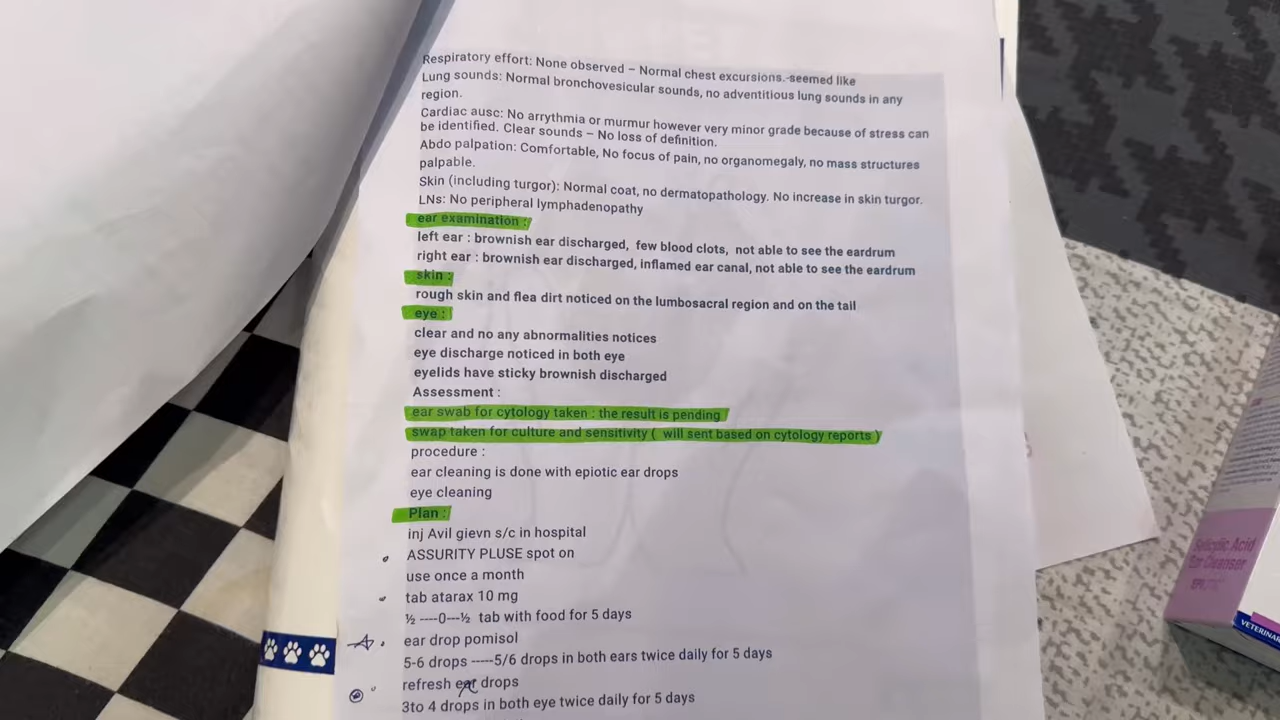 Respiratory effort: None observed – Normal chest excursions.-seemed like
Lung sounds: Normal bronchovesicular sounds, no adventitious lung sounds in any
region.
Cardiac ausc: No arrythmia or murmur however very minor grade because of stress can
be identified. Clear sounds – No loss of definition.
Abdo palpation: Comfortable, No focus of pain, no organomegaly, no mass structures
palpable.
Skin (including turgor): Normal coat, no dermatopathology. No increase in skin turgor.
LNs: No peripheral lymphadenopathy
ear examination :
left ear : brownish ear discharged, few blood clots, not able to see the eardrum
right ear : brownish ear discharged, inflamed ear canal, not able to see the eardrum
skin :
rough skin and flea dirt noticed on the lumbosacral region and on the tail
eye :
clear and no any abnormalities notices
eye discharge noticed in both eye
eyelids have sticky brownish discharged
Assessment :
ear swab for cytology taken : the result is pending
swap taken for culture and sensitivity ( will sent based on cytology reports )
procedure :
ear cleaning is done with epiotic ear drops
eye cleaning
Plan :
inj Avil gievn s/c in hospital
ASSURITY PLUSE spot on
use once a month
tab atarax 10 mg
½ ----0---½ tab with food for 5 days
ear drop pomisol
5-6 drops -----5/6 drops in both ears twice daily for 5 days
refresh ear drops
3to 4 drops in both eye twice daily for 5 days
Salicylic Acid
Ear Cleanser